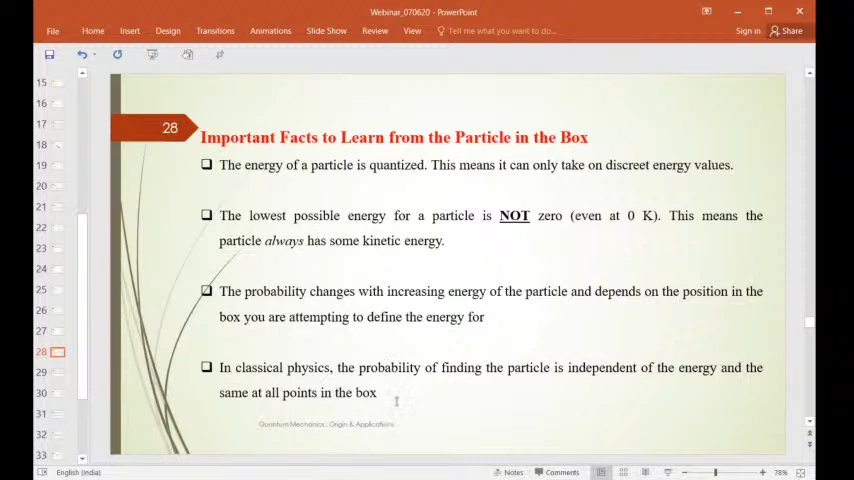 Webinar_070620 - PowerPoint
File Home Insert Design Transitions Animations Slide Show Review View Tell me what you want to do... Sign in Share
15
16
17
18
19
20
21
22
23
24
25
26
27
28
29
30
31
32
33
28
Important Facts to Learn from the Particle in the Box
The energy of a particle is quantized. This means it can only take on discreet energy values.
The lowest possible energy for a particle is NOT zero (even at 0 K). This means the
particle always has some kinetic energy.
The probability changes with increasing energy of the particle and depends on the position in the
box you are attempting to define the energy for
In classical physics, the probability of finding the particle is independent of the energy and the
same at all points in the box
Quantum Mechanics : Origin & Applications
English (India) Notes Comments 78%